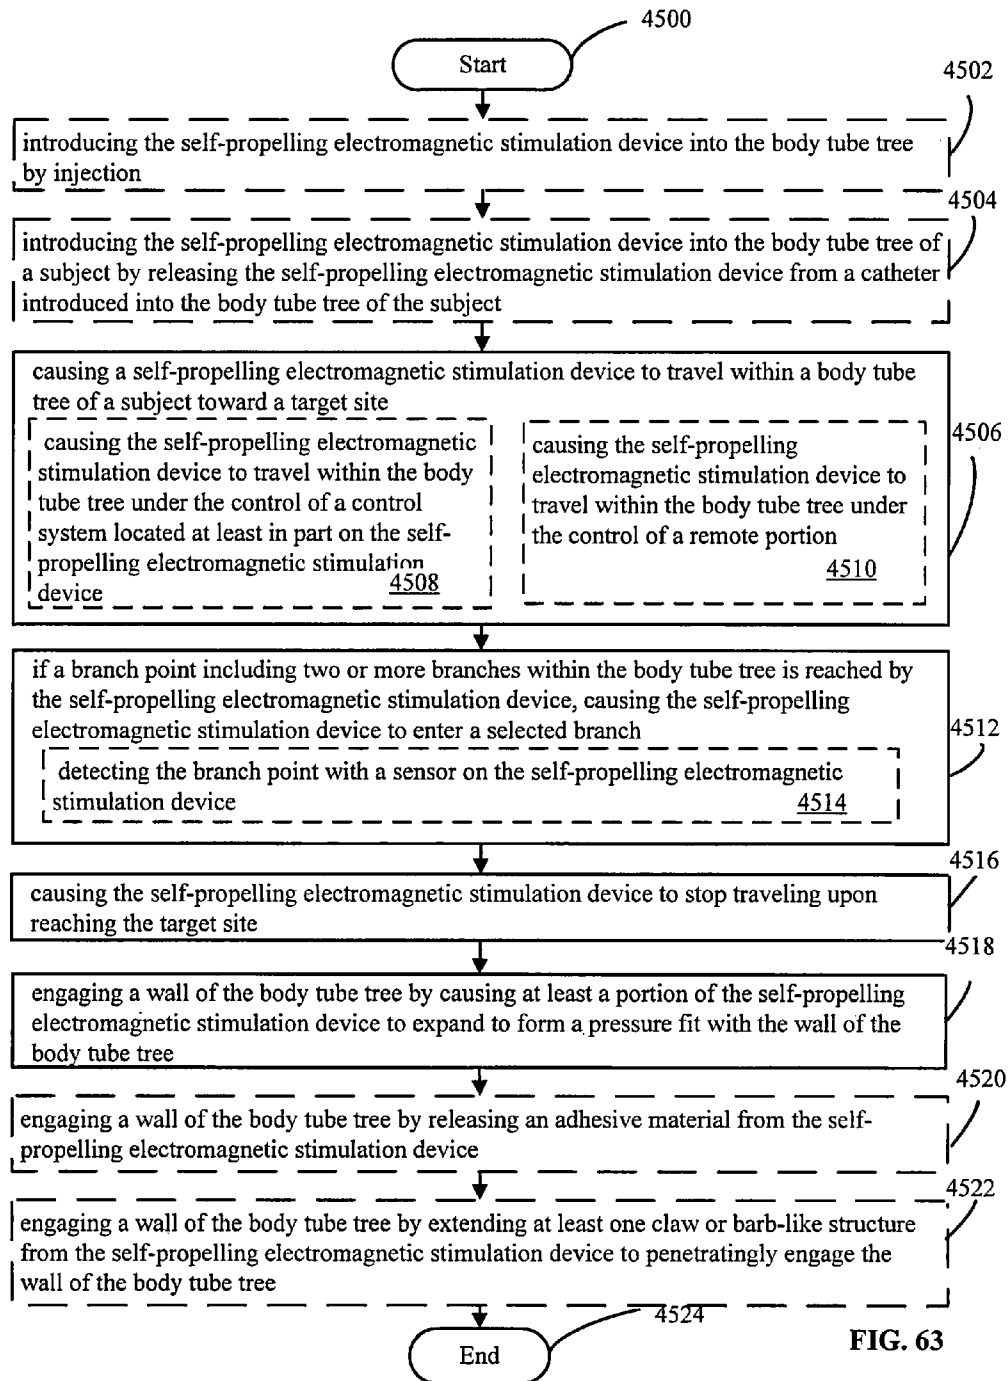 4500
Start
4502
introducing the self-propelling electromagnetic stimulation device into the body tube tree
by injection
4504
introducing the self-propelling electromagnetic stimulation device into the body tube tree of
a subject by releasing the self-propelling electromagnetic stimulation device from a catheter
introduced into the body tube tree of the subject
causing a self-propelling electromagnetic stimulation device to travel within a body tube
tree of a subject toward a target site
4506
causing the self-propelling electromagnetic
stimulation device to travel within the body
tube tree under the control of a control
system located at least in part on the self-
propelling electromagnetic stimulation
device
4508
causing the self-propelling
electromagnetic stimulation device to
travel within the body tube tree under
the control of a remote portion
4510
if a branch point including two or more branches within the body tube tree is reached by
the self-propelling electromagnetic stimulation device, causing the self-propelling
electromagnetic stimulation device to enter a selected branch
4512
detecting the branch point with a sensor on the self-propelling electromagnetic
stimulation device
4514
4516
causing the self-propelling electromagnetic stimulation device to stop traveling upon
reaching the target site
4518
engaging a wall of the body tube tree by causing at least a portion of the self-propelling
electromagnetic stimulation device to expand to form a pressure fit with the wall of the
body tube tree
4520
engaging a wall of the body tube tree by releasing an adhesive material from the self-
propelling electromagnetic stimulation device
4522
engaging a wall of the body tube tree by extending at least one claw or barb-like structure
from the self-propelling electromagnetic stimulation device to penetratingly engage the
wall of the body tube tree
4524
End
FIG. 63